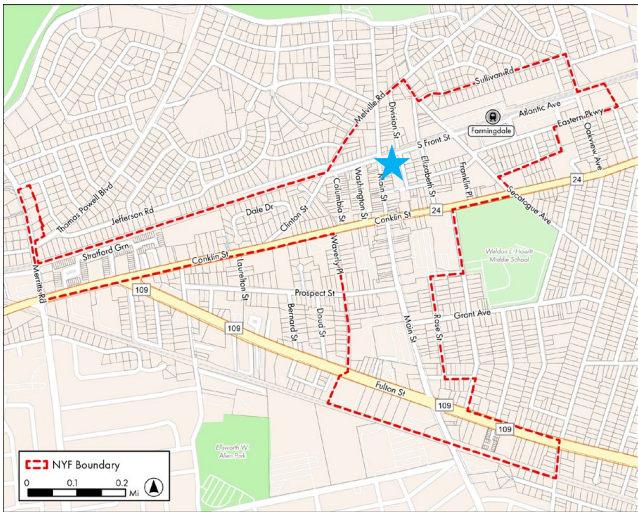 Sullivan Rd
Melville Rd
Division St
Atlantic Ave
Eastern Pkwy
Farmingdale
S Front St
Oakview Ave
Thomas Powell Blvd
Jefferson Rd
Dale Dr
Clinton St
Columbia St
Washington St
Main St
Elizabeth St
Franklin Pl
24
Secatogue Ave
24
Conklin St
Stratford Grn
Conklin St
Merritts Rd
Waverly Pl
Weldon E. Howitt
Middle School
Laurelton St
Prospect St
109
109
Bernard St
Doud St
Main St
Rose St
Grant Ave
Fulton St
109
109
Ellsworth W.
Allen Park
NYF Boundary
0 0.1 0.2
Mi